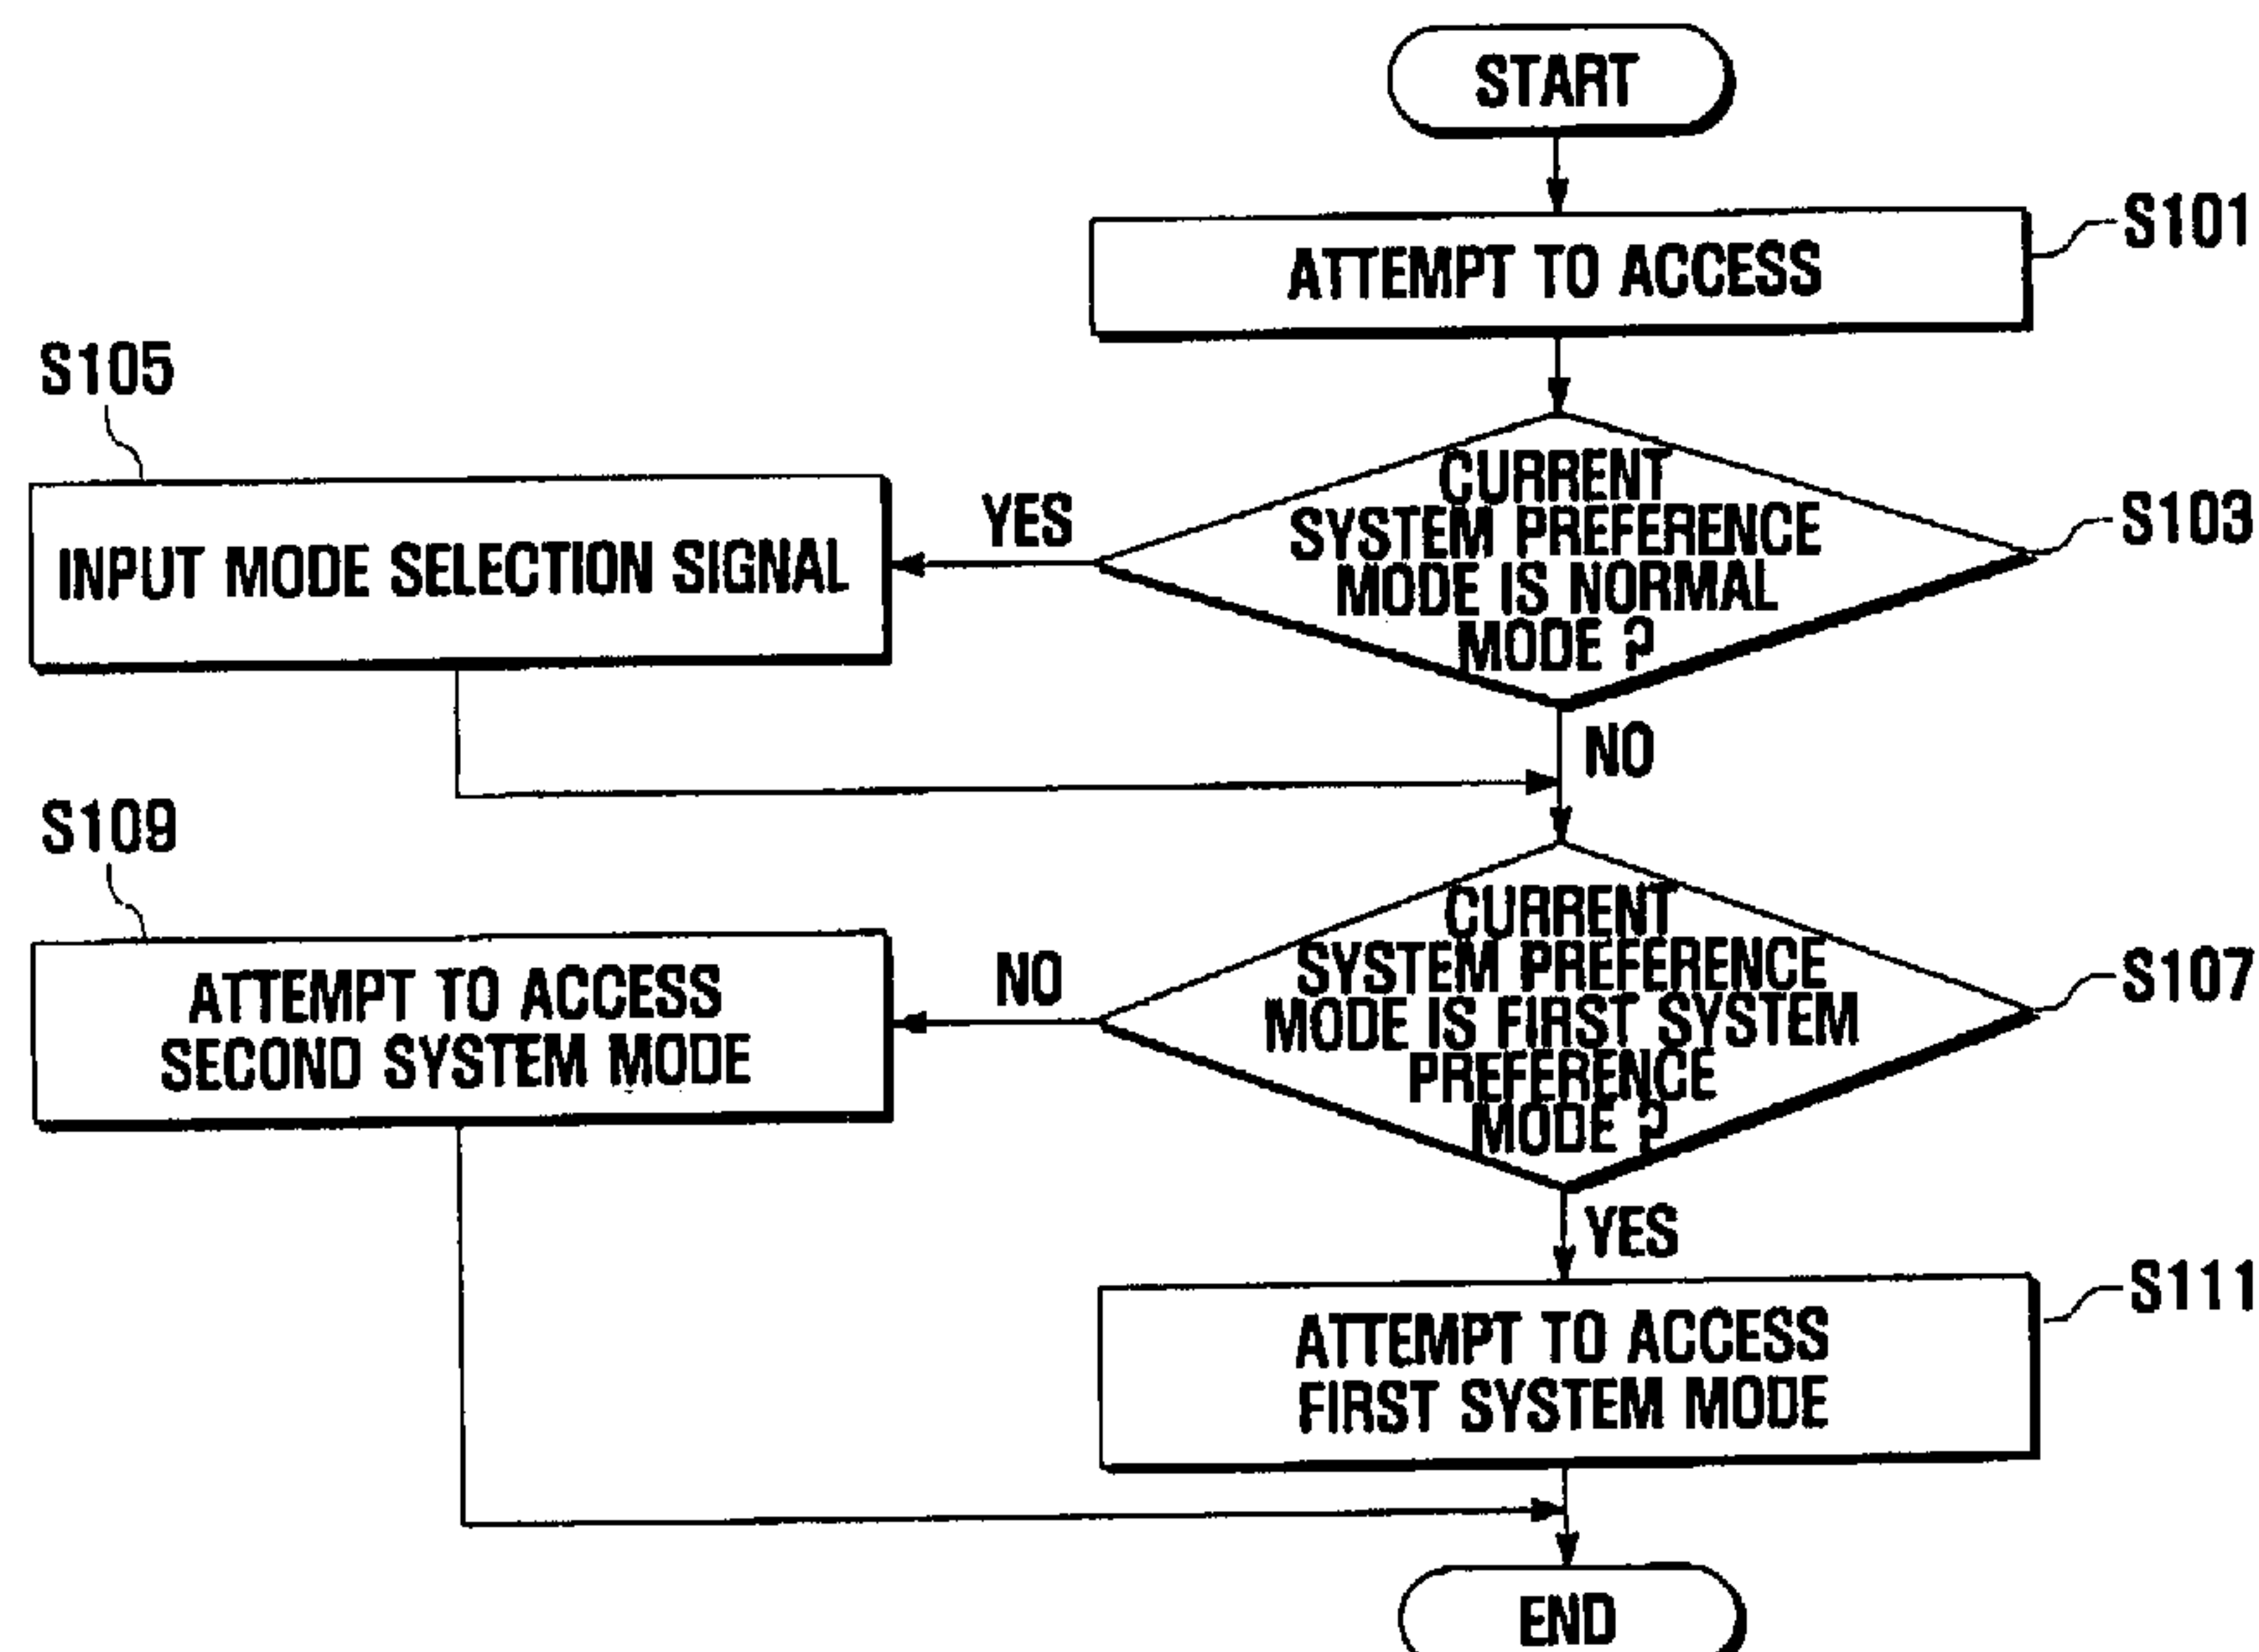 START
ATTEMPT TO ACCESS
S101
S105
INPUT MODE SELECTION SIGNAL
YES
CURRENT
SYSTEM PREFERENCE
MODE IS NORMAL
MODE ?
S103
NO
S109
ATTEMPT TO ACCESS
SECOND SYSTEM MODE
NO
CURRENT
SYSTEM PREFERENCE
MODE IS FIRST SYSTEM
PREFERENCE
MODE ?
S107
YES
ATTEMPT TO ACCESS
FIRST SYSTEM MODE
S111
END